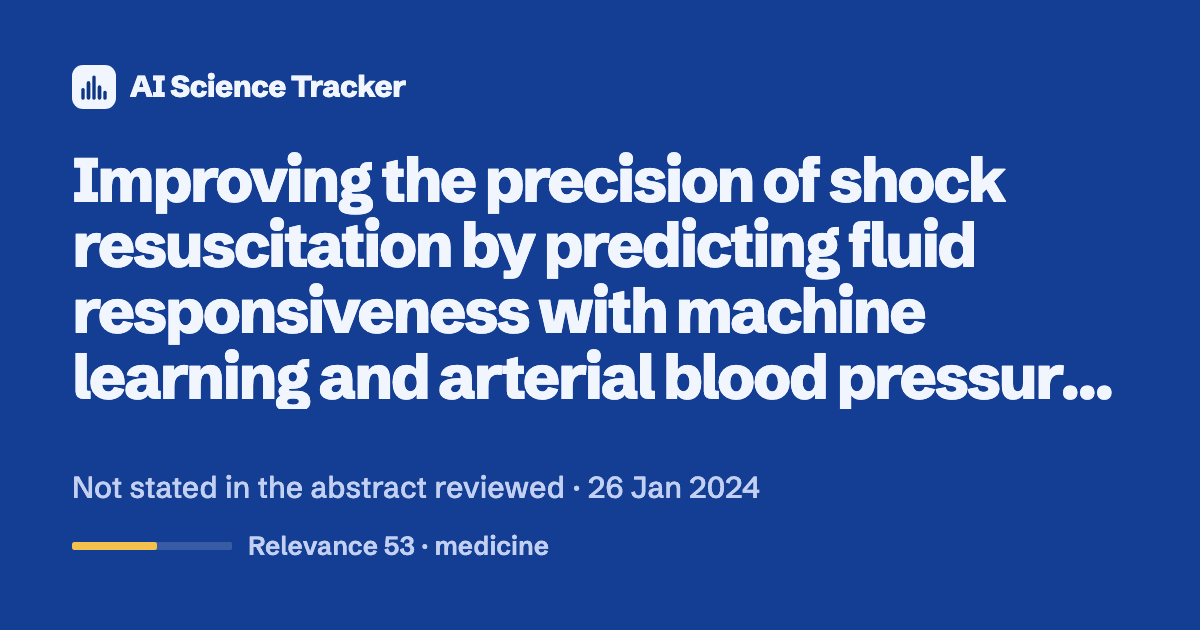 AI Science Tracker
Improving the precision of shock
resuscitation by predicting fluid
responsiveness with machine
learning and arterial blood pressur...
Not stated in the abstract reviewed · 26 Jan 2024
Relevance 53 · medicine